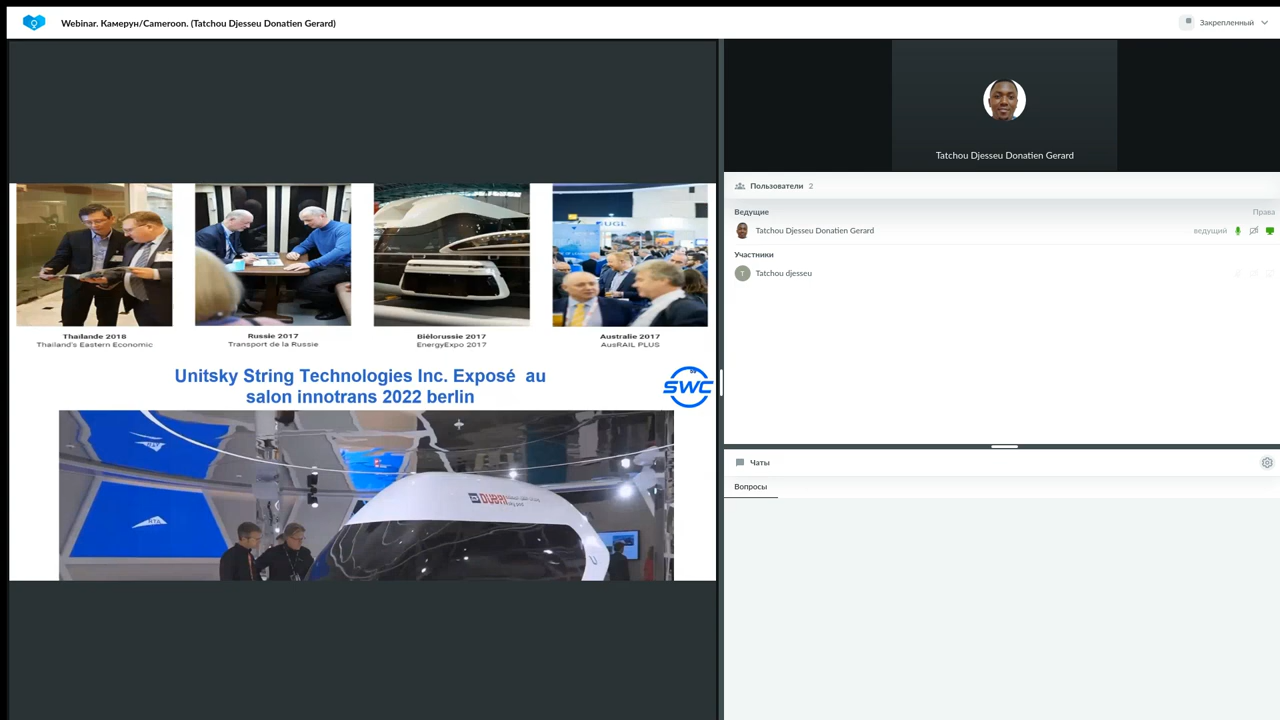 Webinar. Камерун/Cameroon. (Tatchou Djesseu Donatien Gerard)
Закрепленный
UGL
Thaïlande 2018
Thailand's Eastern Economic
Russie 2017
Transport de la Russie
Biélorussie 2017
EnergyExpo 2017
Australie 2017
AusRAIL PLUS
Unitsky String Technologies Inc. Exposé au
salon innotrans 2022 berlin
SWC
DUBAI
Tatchou Djesseu Donatien Gerard
Пользователи 2
Ведущие
Права
Tatchou Djesseu Donatien Gerard
ведущий
Участники
T
Tatchou djesseu
Чаты
Вопросы